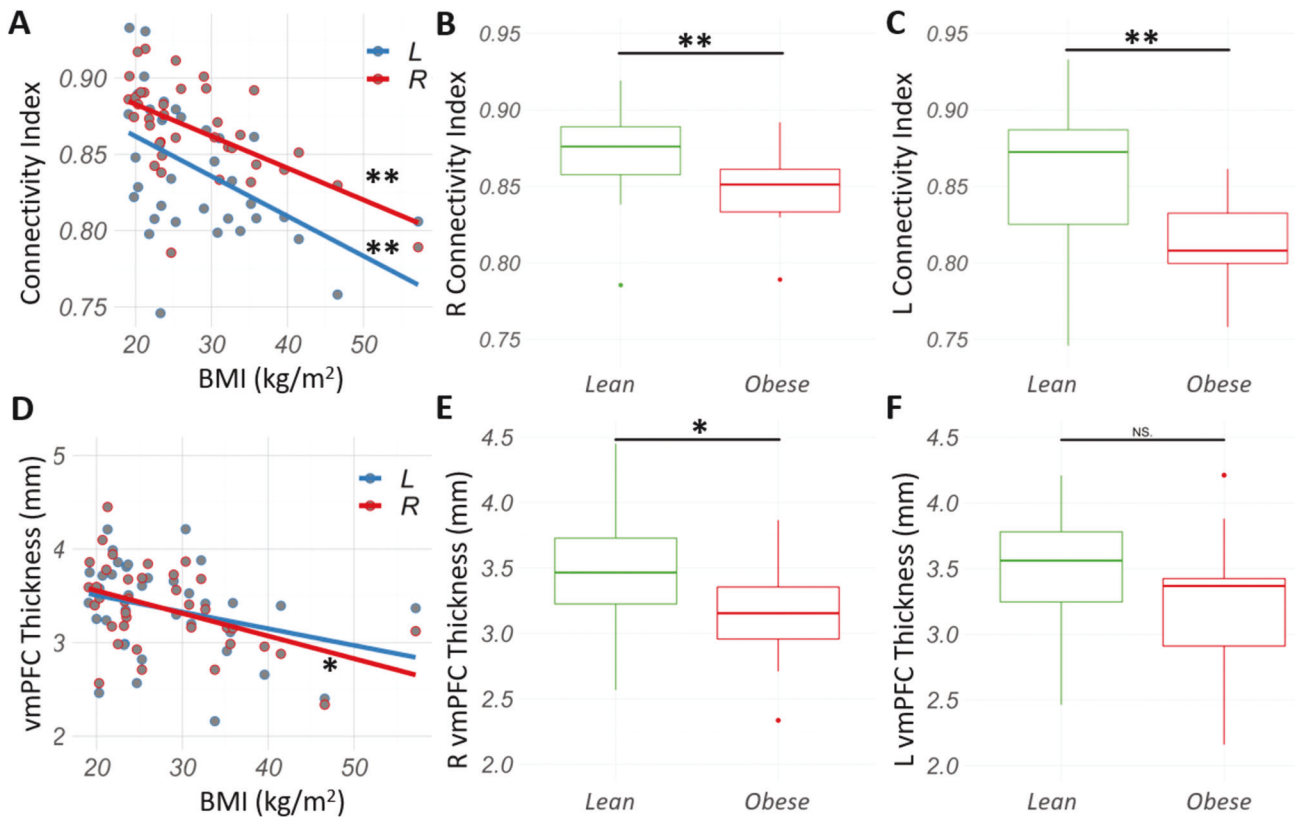 A
Connectivity Index
0.90
0.85
0.80
0.75
L
R
**
**
20 30 40 50
BMI (kg/m²)
B
R Connectivity Index
0.95
0.90
0.85
0.80
0.75
**
Lean Obese
C
L Connectivity Index
0.95
0.90
0.85
0.80
0.75
**
Lean Obese
D
vmPFC Thickness (mm)
5
4
3
2
L
R
*
20 30 40 50
BMI (kg/m²)
E
R vmPFC Thickness (mm)
4.5
4.0
3.5
3.0
2.5
2.0
*
Lean Obese
F
L vmPFC Thickness (mm)
4.5
4.0
3.5
3.0
2.5
2.0
NS.
Lean Obese